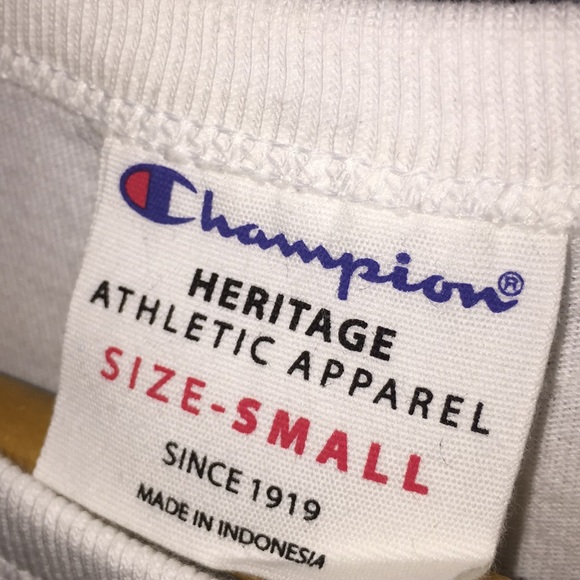 Champion®
HERITAGE
ATHLETIC APPAREL
SIZE-SMALL
SINCE 1919
MADE IN INDONESIA